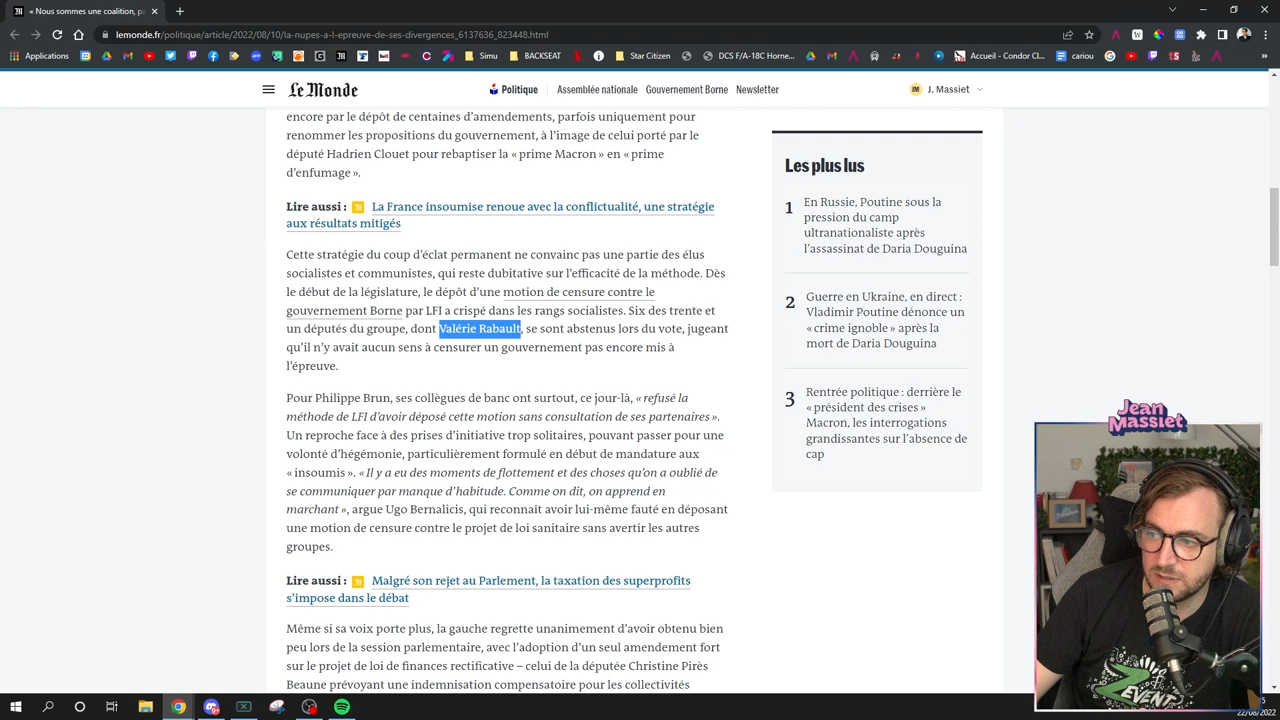 « Nous sommes une coalition, pa
lemonde.fr/politique/article/2022/08/10/la-nupes-a-l-epreuve-de-ses-divergences_6137636_823448.html
Applications
Simu
BACKSEAT
Star Citizen
DCS F/A-18C Horne...
Accueil - Condor Cl...
cariou
Le Monde
Politique
Assemblée nationale
Gouvernement Borne
Newsletter
JM
J. Massiet
encore par le dépôt de centaines d’amendements, parfois uniquement pour
renommer les propositions du gouvernement, à l’image de celui porté par le
député Hadrien Clouet pour rebaptiser la « prime Macron » en « prime
d’enfumage ».
Lire aussi : La France insoumise renoue avec la conflictualité, une stratégie
aux résultats mitigés
Cette stratégie du coup d’éclat permanent ne convainc pas une partie des élus
socialistes et communistes, qui reste dubitative sur l’efficacité de la méthode. Dès
le début de la législature, le dépôt d’une motion de censure contre le
gouvernement Borne par LFI a crispé dans les rangs socialistes. Six des trente et
un députés du groupe, dont Valérie Rabault, se sont abstenus lors du vote, jugeant
qu’il n’y avait aucun sens à censurer un gouvernement pas encore mis à
l’épreuve.
Pour Philippe Brun, ses collègues de banc ont surtout, ce jour-là, « refusé la
méthode de LFI d’avoir déposé cette motion sans consultation de ses partenaires ».
Un reproche face à des prises d’initiative trop solitaires, pouvant passer pour une
volonté d’hégémonie, particulièrement formulé en début de mandature aux
« insoumis ». « Il y a eu des moments de flottement et des choses qu’on a oublié de
se communiquer par manque d’habitude. Comme on dit, on apprend en
marchant », argue Ugo Bernalicis, qui reconnaît avoir lui-même fauté en déposant
une motion de censure contre le projet de loi sanitaire sans avertir les autres
groupes.
Lire aussi : Malgré son rejet au Parlement, la taxation des superprofits
s’impose dans le débat
Même si sa voix porte plus, la gauche regrette unanimement d’avoir obtenu bien
peu lors de la session parlementaire, avec l’adoption d’un seul amendement fort
sur le projet de loi de finances rectificative – celui de la députée Christine Pirès
Beaune prévoyant une indemnisation compensatoire pour les collectivités
Les plus lus
1
En Russie, Poutine sous la
pression du camp
ultranationaliste après
l’assassinat de Daria Douguina
2
Guerre en Ukraine, en direct :
Vladimir Poutine dénonce un
« crime ignoble » après la
mort de Daria Douguina
3
Rentrée politique : derrière le
« président des crises »
Macron, les interrogations
grandissantes sur l’absence de
cap
Jean
Massiet
ZEVENT
22/08/2022